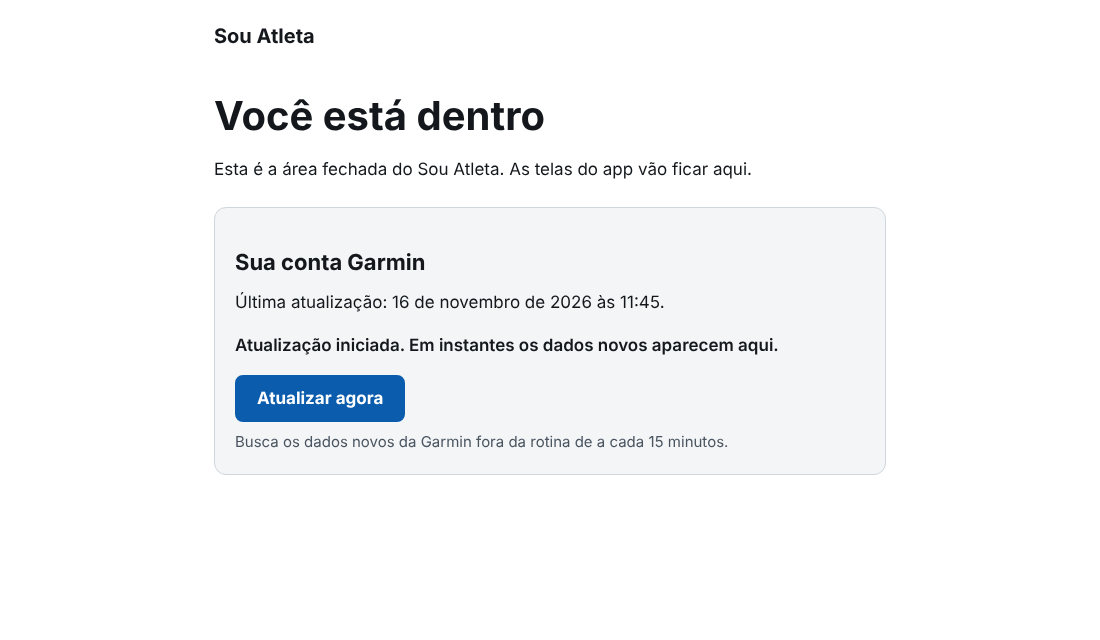 Sou Atleta
Você está dentro
Esta é a área fechada do Sou Atleta. As telas do app vão ficar aqui.
Sua conta Garmin
Última atualização: 16 de novembro de 2026 às 11:45.
Atualização iniciada. Em instantes os dados novos aparecem aqui.
Atualizar agora
Busca os dados novos da Garmin fora da rotina de a cada 15 minutos.